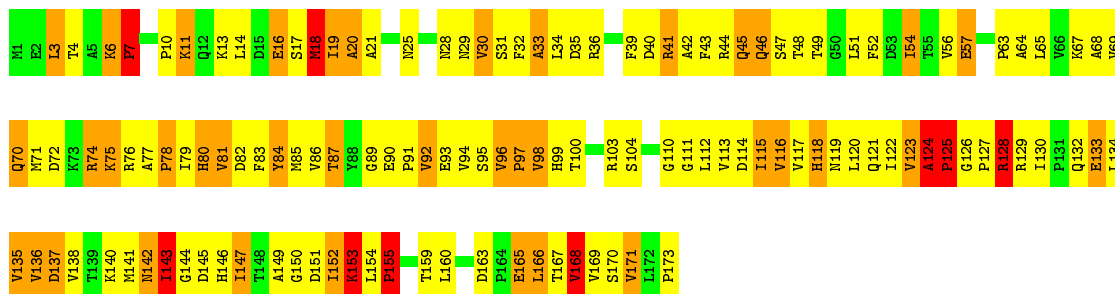 M1 E2 L3 T4 A5 K6 P7 P10 K11 Q12 K13 L14 D15 E16 S17 M18 I19 A20 A21 N25 N28 N29 V30 S31 F32 A33 L34 D35 R36 F39 D40 R41 A42 F43 R44 Q45 Q46 S47 T48 T49 G50 L51 F52 D53 I54 T55 V56 E57 P63 A64 L65 V66 K67 A68 V69
Q70 M71 D72 K73 R74 K75 R76 A77 P78 I79 H80 V81 D82 F83 Y84 M85 V86 T87 Y88 G89 E90 P91 V92 E93 V94 S95 V96 P97 V98 H99 T100 R103 S104 G110 G111 L112 V113 D114 I115 V116 V117 H118 N119 L120 Q121 I122 V123 A124 P125 G126 P127 R128 R129 I130 P131 Q132 E133 L134
V135 V136 D137 V138 T139 K140 M141 N142 I143 G144 D145 H146 I147 T148 A149 G150 D151 I152 K153 L154 P155 T159 L160 D163 P164 E165 L166 T167 V168 V169 S170 V171 L172 P173